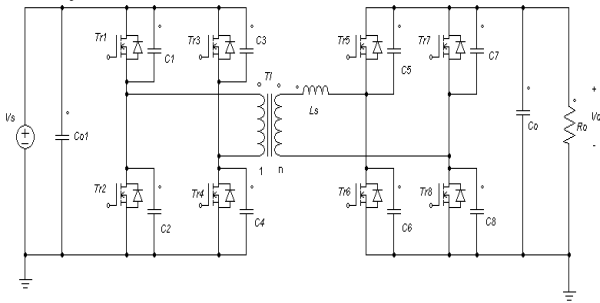 Tr1
Tr3
C3
Tr5
Tr7
C1
C5
C7
Tl
Vs
+
Ls
Co1
Co
Ro
Vo
-
1
n
Tr2
Tr4
Tr6
Tr8
C2
C4
C6
C8